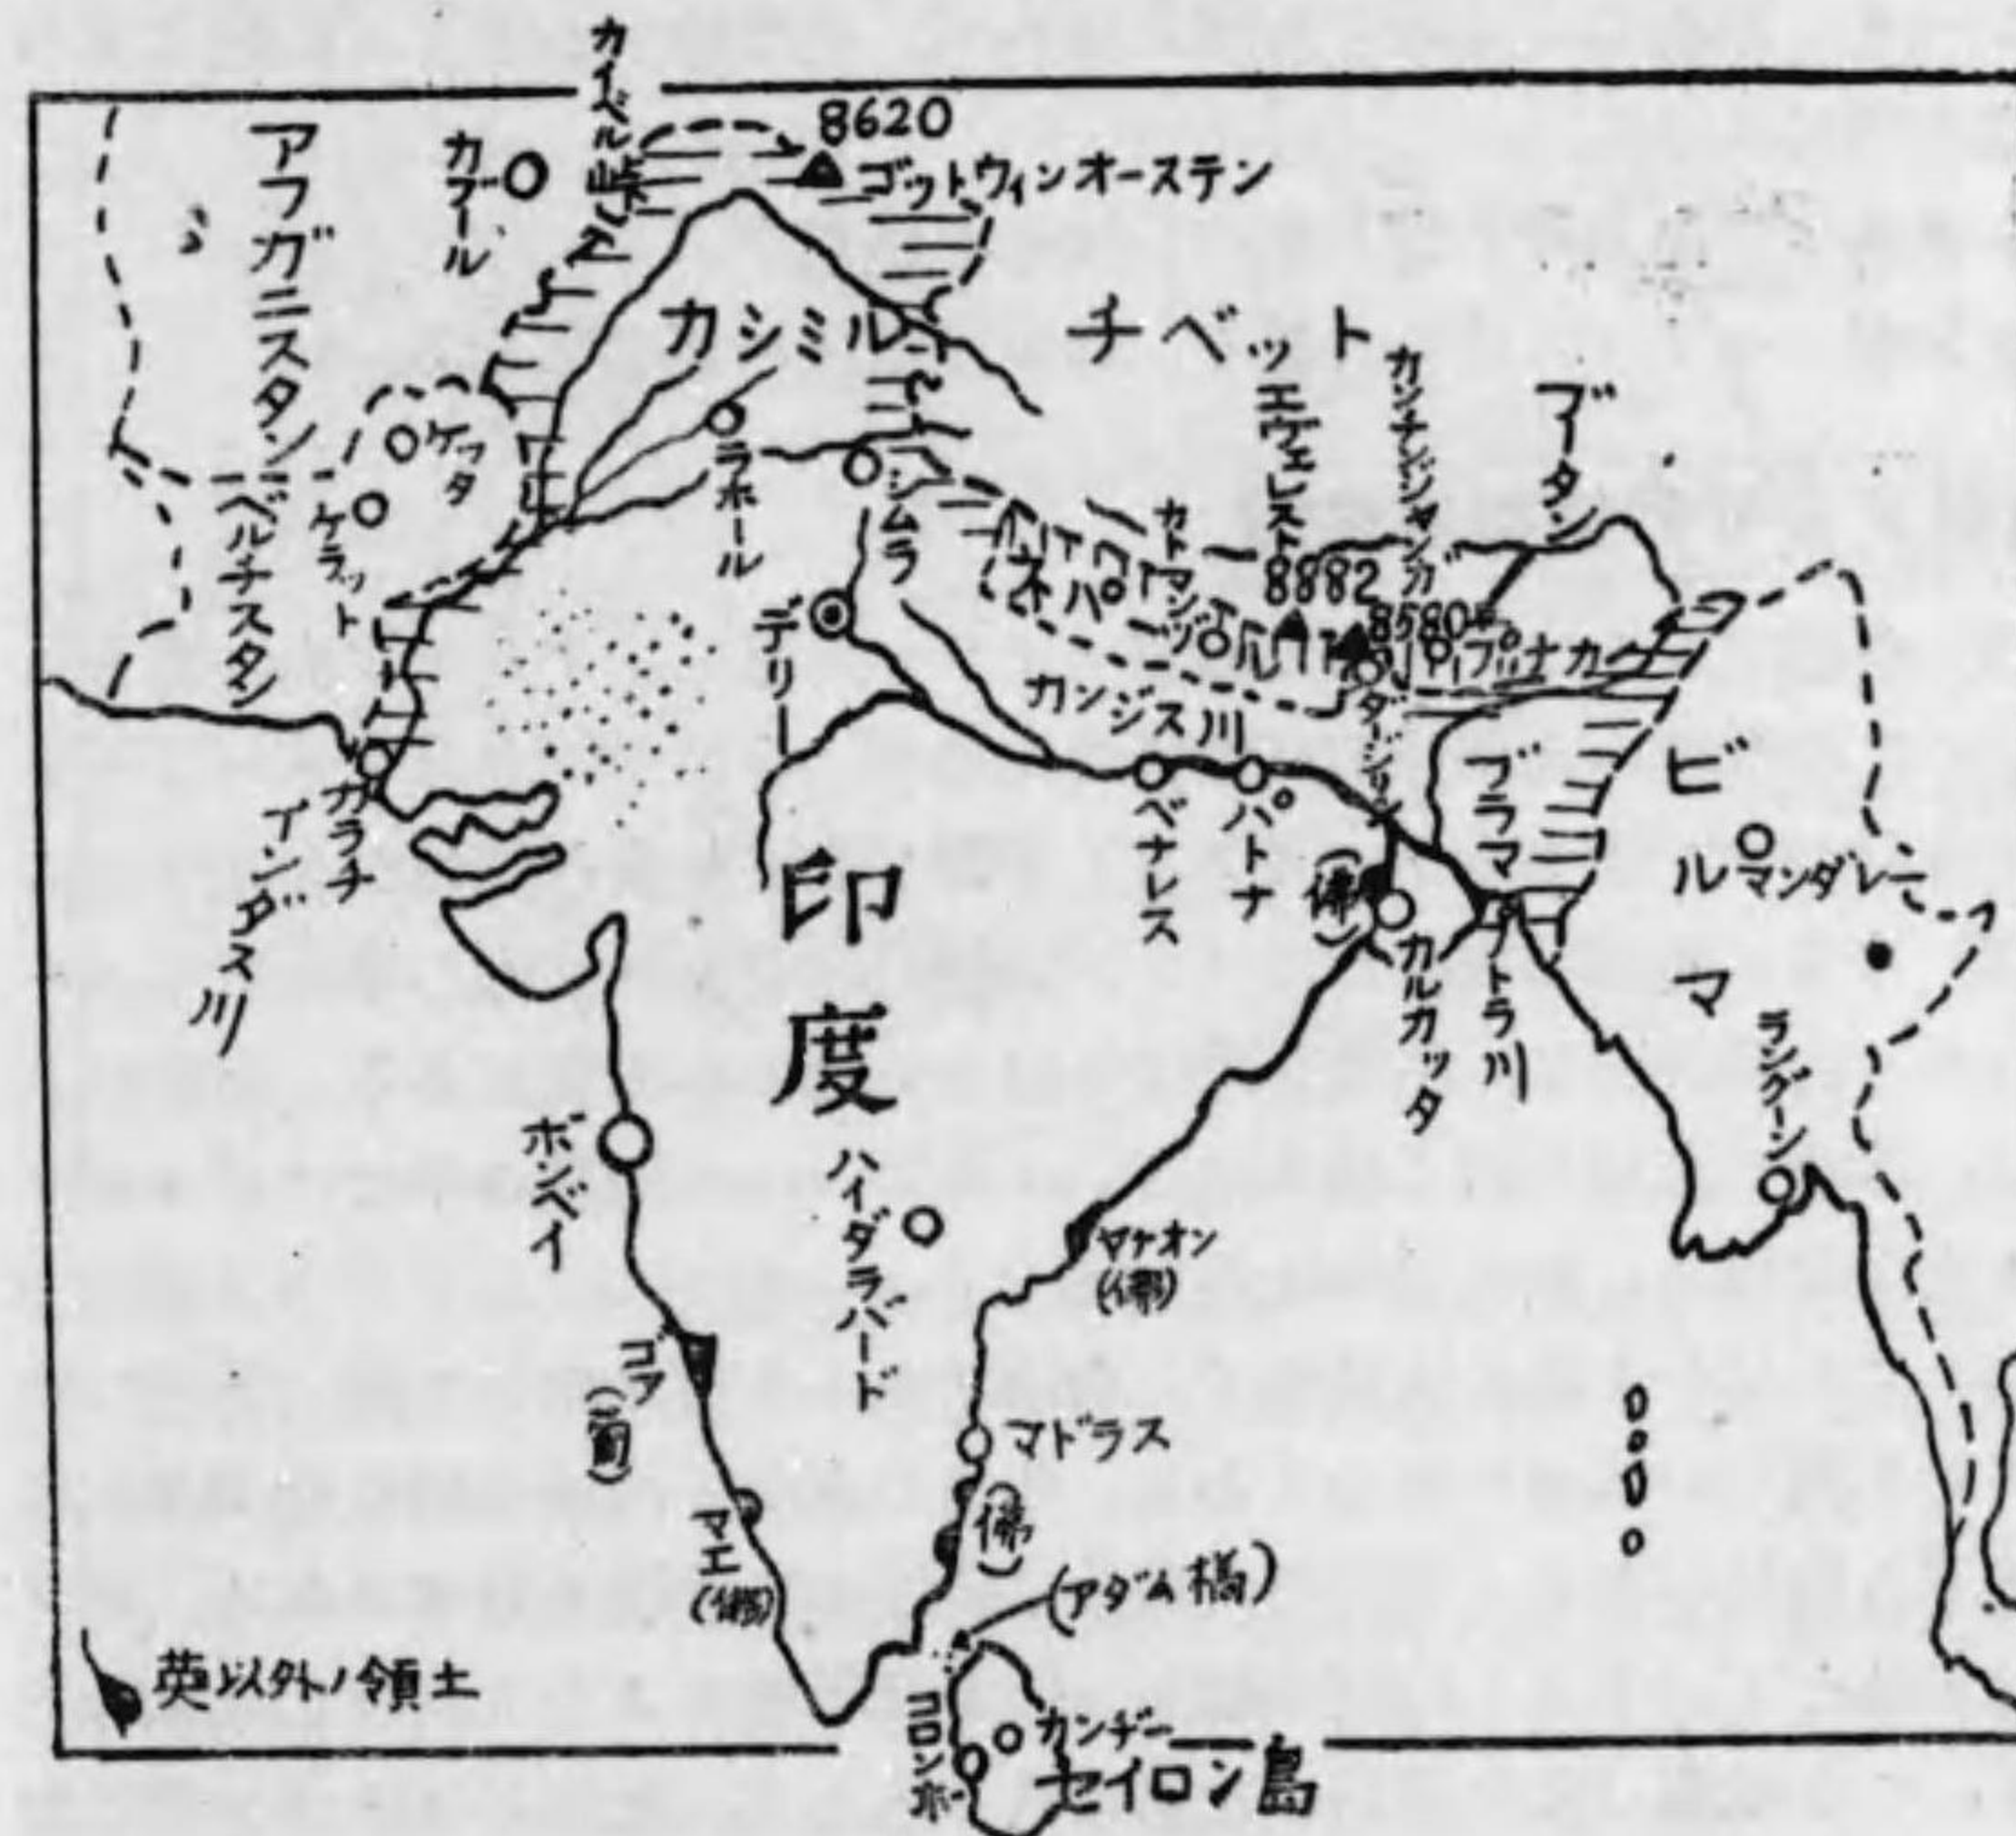 カイベル峠
8620
ゴットウィンオーステン
アフガニスタン
カブール
カシミル
チベット
エヴェレスト
8882
カンチンジャンガ
8580
ブータン
プナカ
ケッタ
ケラット
ベルチスタン
ラホール
シムラ
ネパール
カトマンヅ
デリー
カンジス川
ダージリン
ブラマプトラ川
ビルマ
マンダレー
ラングーン
カラチ
インダス川
ベナレス
パトナ
(佛)
カルカッタ
印度
ボンベイ
ハイダラバード
ヤナオン
(佛)
ゴア
(葡)
マドラス
(佛)
マエ
(佛)
(アダム橋)
コロンボ
カンデー
セイロン島
英以外ノ領土